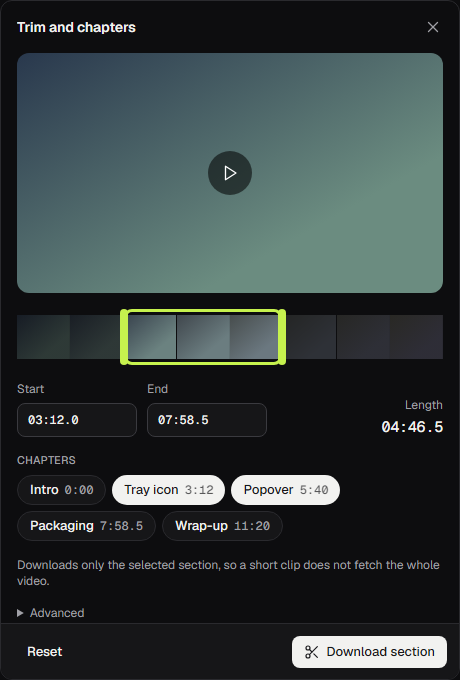 Trim and chapters
Start
End
Length
03:12.0
07:58.5
04:46.5
CHAPTERS
Intro 0:00
Tray icon 3:12
Popover 5:40
Packaging 7:58.5
Wrap-up 11:20
Downloads only the selected section, so a short clip does not fetch the whole
video.
Advanced
Reset
Download section